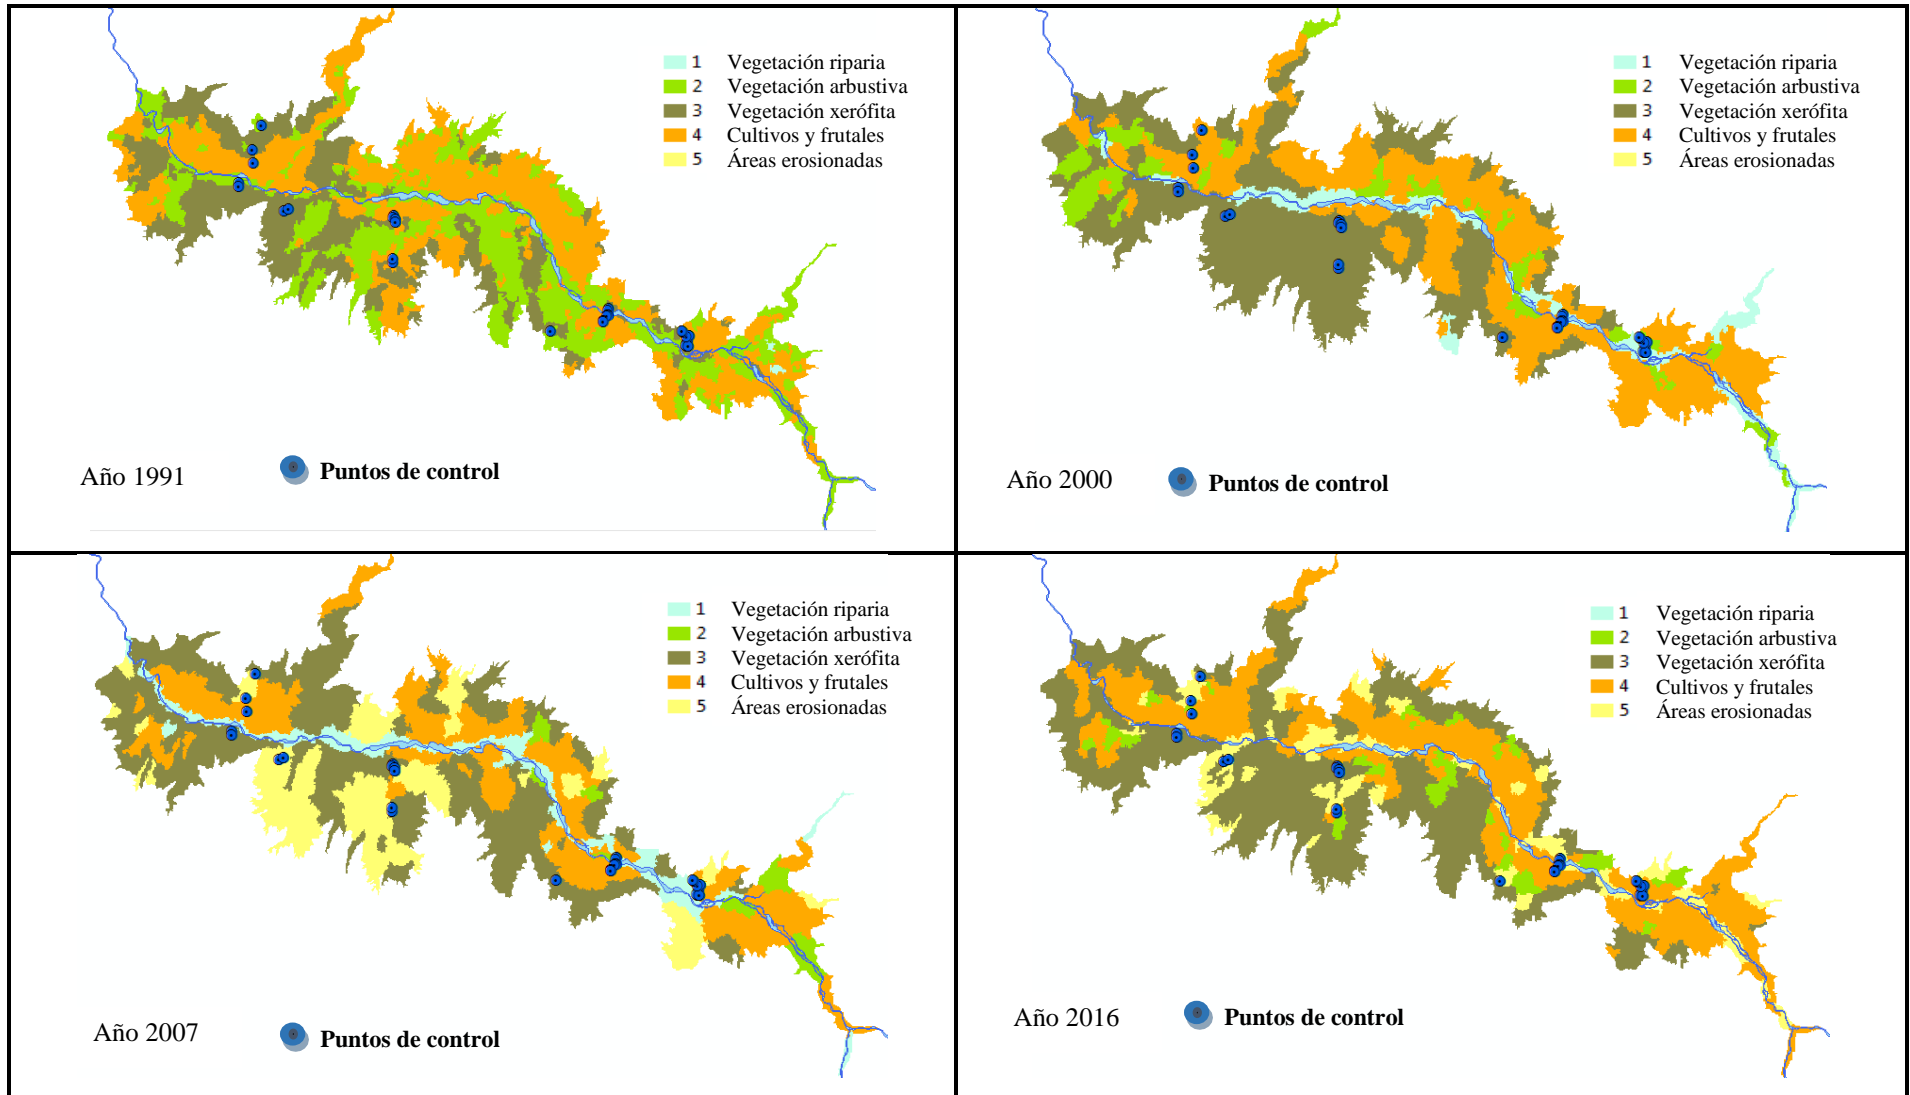 1 Vegetación riparia
2 Vegetación arbustiva
3 Vegetación xerófita
4 Cultivos y frutales
5 Áreas erosionadas
Año 1991
Puntos de control
1 Vegetación riparia
2 Vegetación arbustiva
3 Vegetación xerófita
4 Cultivos y frutales
5 Áreas erosionadas
Año 2000
Puntos de control
1 Vegetación riparia
2 Vegetación arbustiva
3 Vegetación xerófita
4 Cultivos y frutales
5 Áreas erosionadas
Año 2007
Puntos de control
1 Vegetación riparia
2 Vegetación arbustiva
3 Vegetación xerófita
4 Cultivos y frutales
5 Áreas erosionadas
Año 2016
Puntos de control